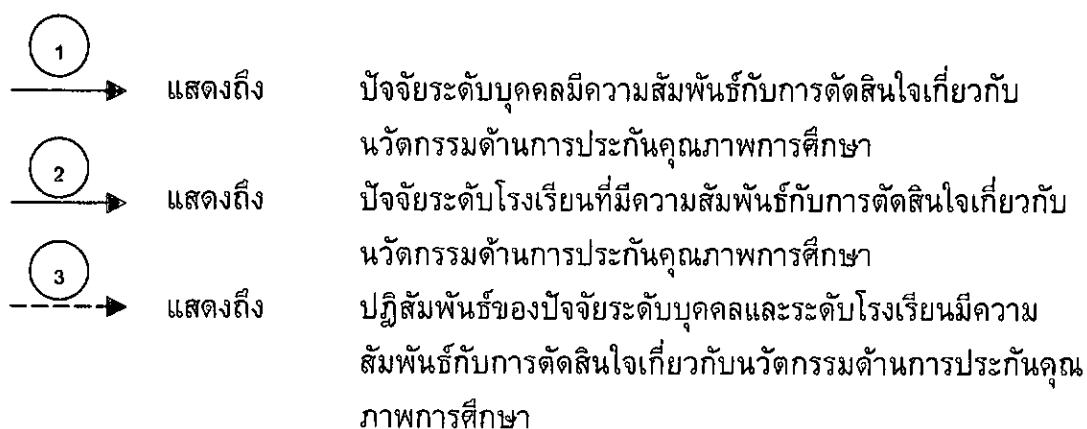 1
แสดงถึง ปัจจัยระดับบุคคลมีความสัมพันธ์กับการตัดสินใจเกี่ยวกับ
นวัตกรรมด้านการประกันคุณภาพการศึกษา
2
แสดงถึง ปัจจัยระดับโรงเรียนที่มีความสัมพันธ์กับการตัดสินใจเกี่ยวกับ
นวัตกรรมด้านการประกันคุณภาพการศึกษา
3
แสดงถึง ปฎิสัมพันธ์ของปัจจัยระดับบุคคลและระดับโรงเรียนมีความ
สัมพันธ์กับการตัดสินใจเกี่ยวกับนวัตกรรมด้านการประกันคุณ
ภาพการศึกษา